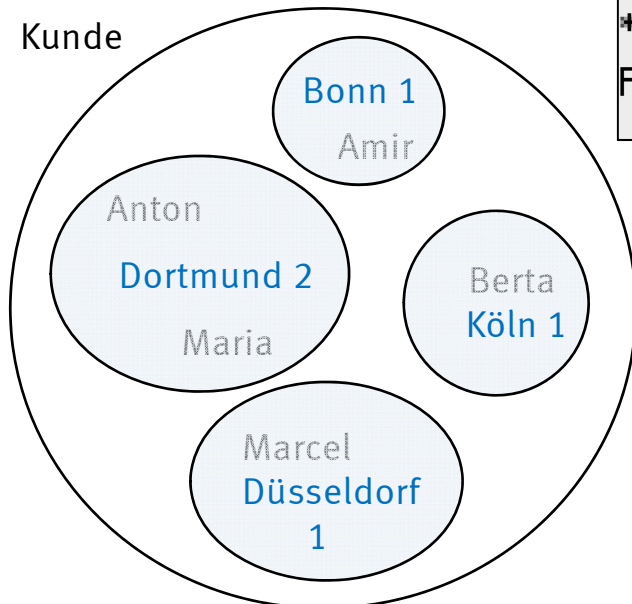 Kunde
Bonn 1
Amir
Anton
Dortmund 2
Maria
Berta
Köln 1
Marcel
Düsseldorf
1